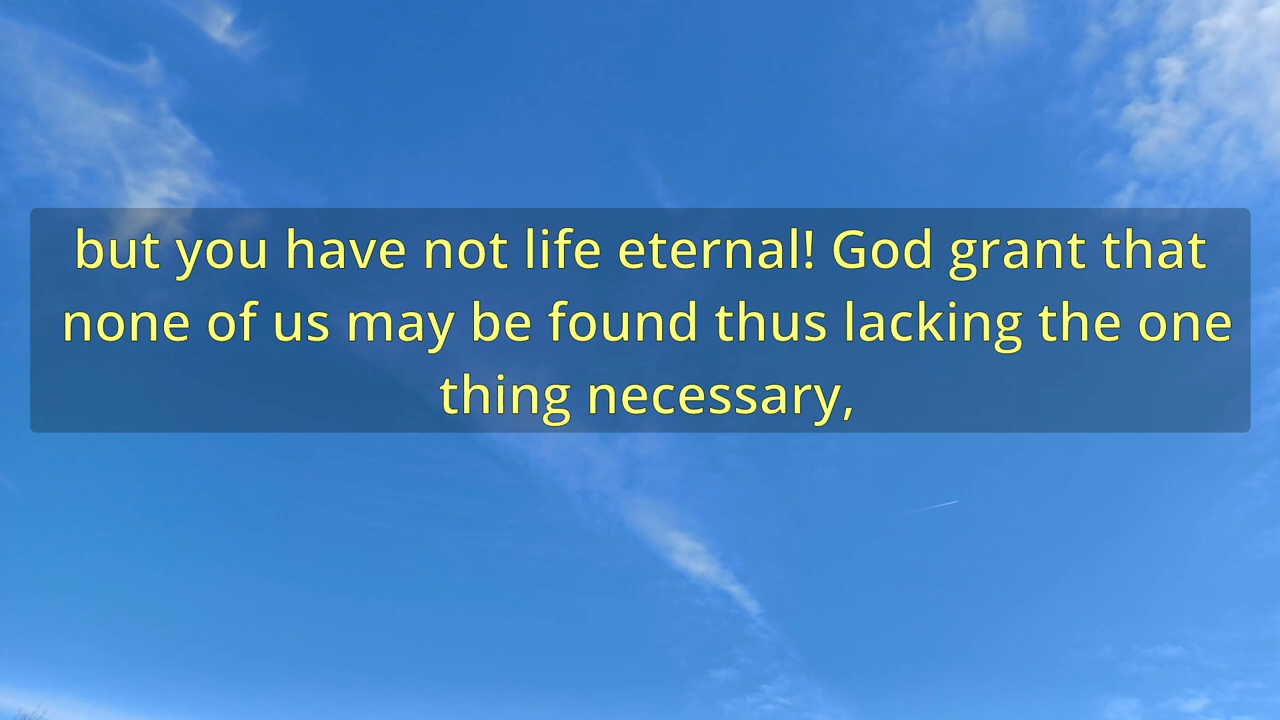 but you have not life eternal! God grant that
none of us may be found thus lacking the one
thing necessary,